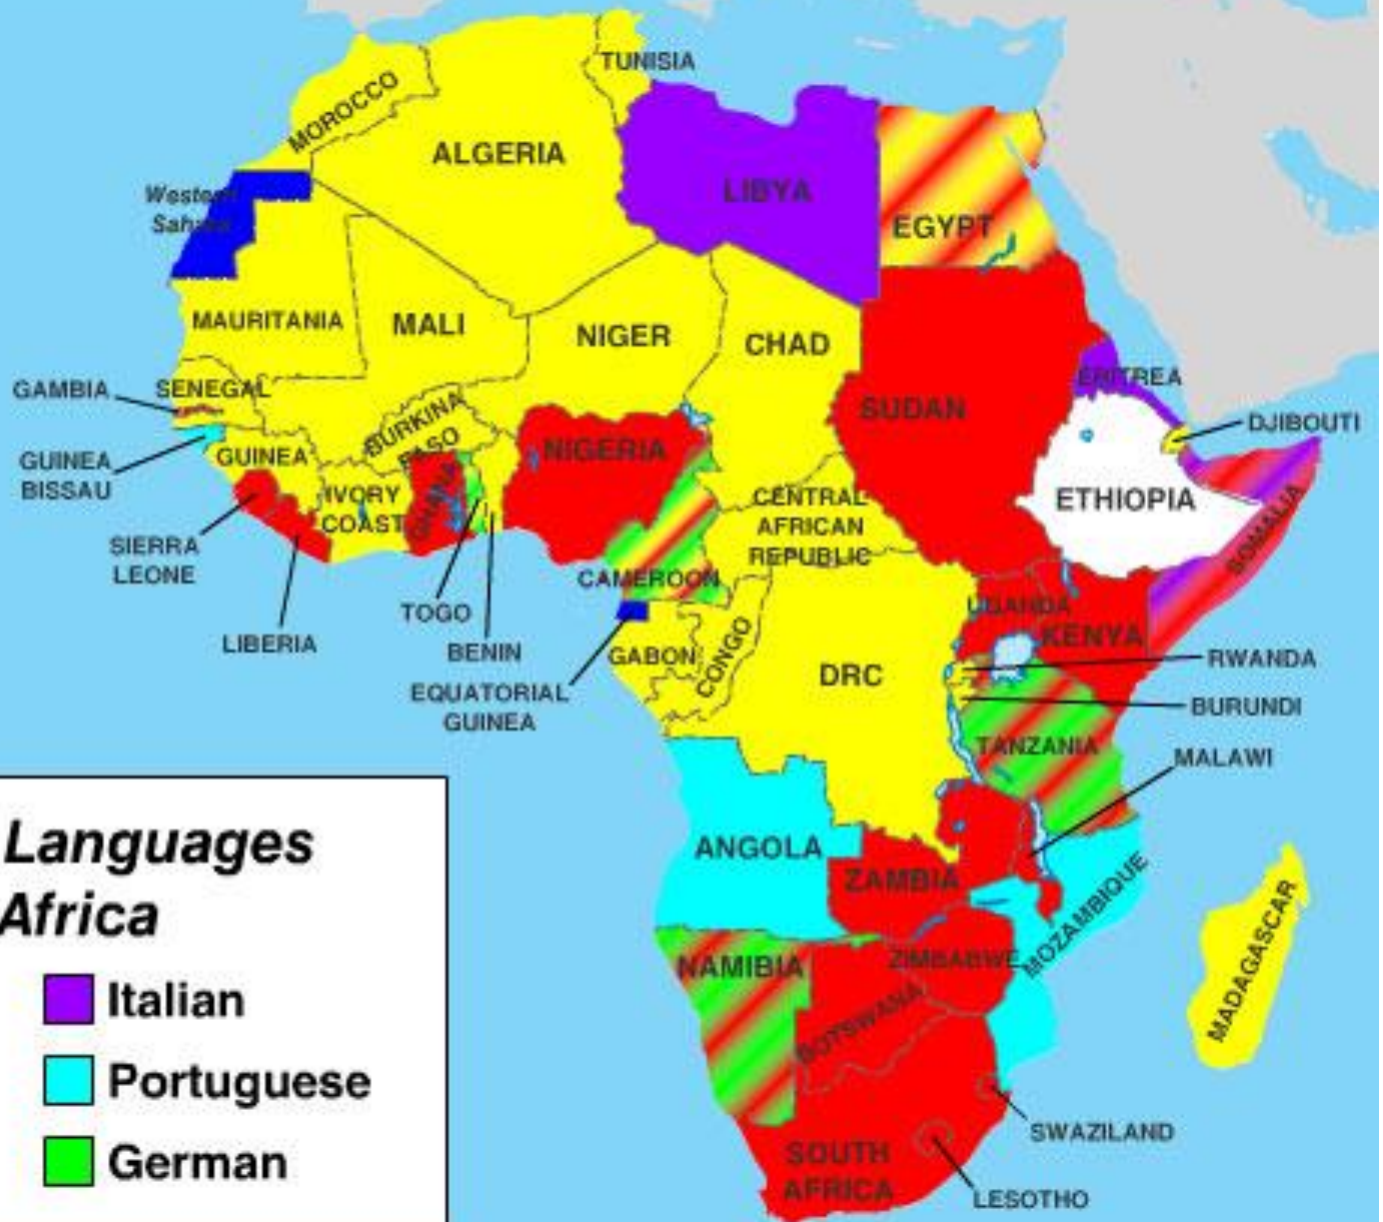 TUNISIA
MOROCCO
ALGERIA
LIBYA
EGYPT
Western
Sahara
MAURITANIA
MALI
NIGER
CHAD
SUDAN
ERITREA
DJIBOUTI
GAMBIA
SENEGAL
GUINEA
BISSAU
GUINEA
BURKINA
FASO
NIGERIA
ETHIOPIA
SOMALIA
IVORY
COAST
GHANA
CENTRAL
AFRICAN
REPUBLIC
SIERRA
LEONE
LIBERIA
TOGO
BENIN
CAMEROON
EQUATORIAL
GUINEA
GABON
CONGO
DRC
UGANDA
KENYA
RWANDA
BURUNDI
TANZANIA
MALAWI
ANGOLA
ZAMBIA
MOZAMBIQUE
MADAGASCAR
NAMIBIA
ZIMBABWE
BOTSWANA
SWAZILAND
SOUTH
AFRICA
LESOTHO
Languages
Africa
Italian
Portuguese
German